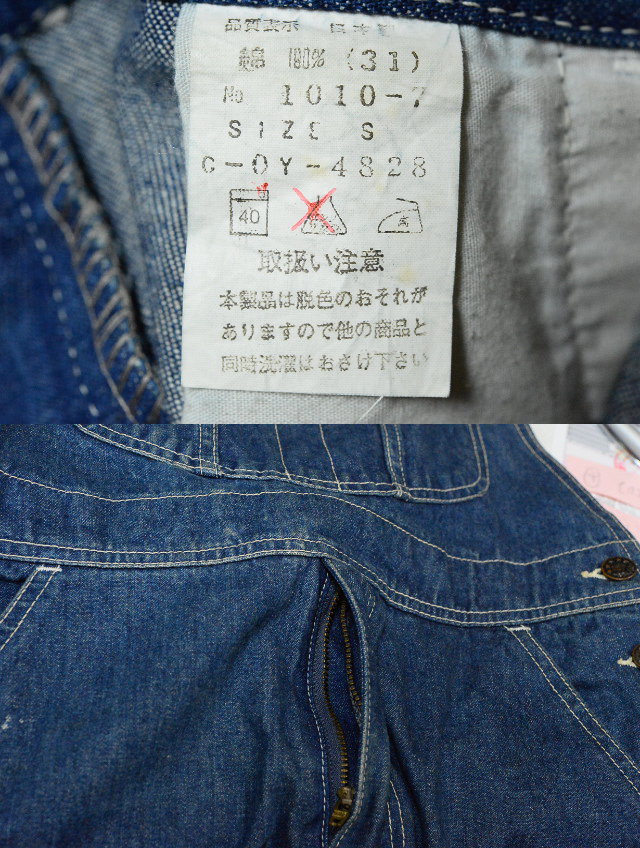 品質表示 日本製
綿 100% (31)
No 1010-7
SIZE S
C-0Y-4828
40
取扱い注意
本製品は脱色のおそれが
ありますので他の商品と
同時洗濯はおさけ下さい